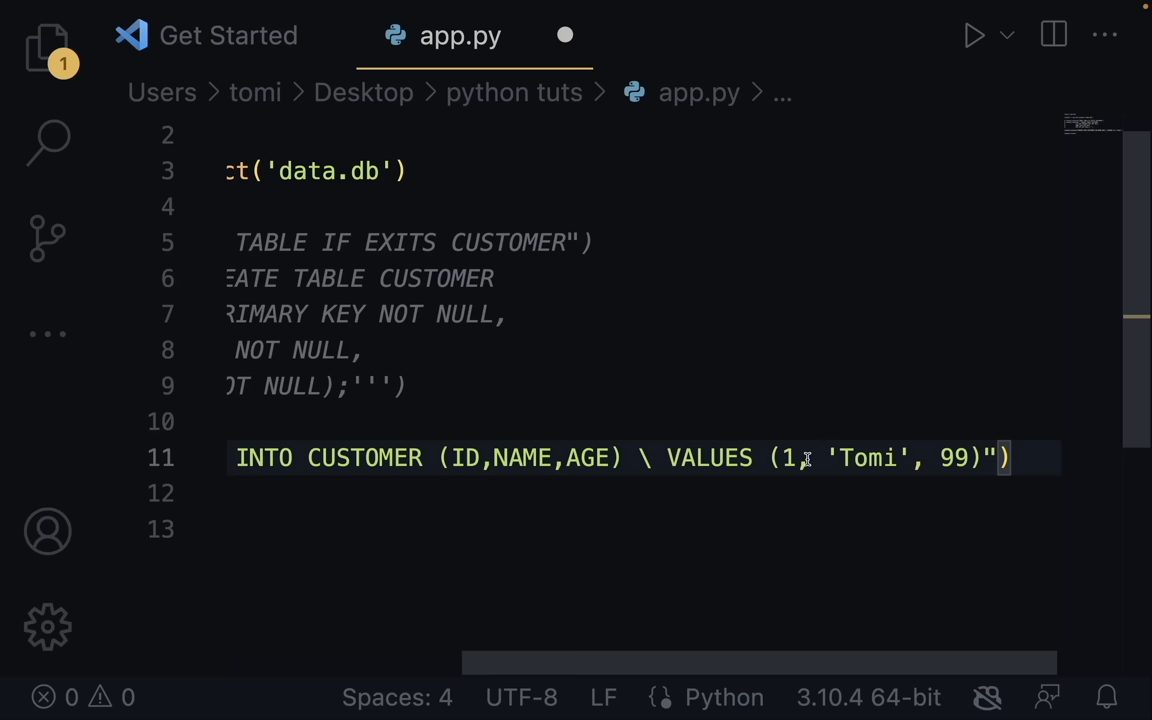 Get Started
app.py
1
Users > tomi > Desktop > python tuts > app.py > ...
2
3 ct('data.db')
4
5 TABLE IF EXITS CUSTOMER")
6 EATE TABLE CUSTOMER
7 RIMARY KEY NOT NULL,
8 NOT NULL,
9 OT NULL);''')
10
11 INTO CUSTOMER (ID,NAME,AGE) \ VALUES (1, 'Tomi', 99)")
12
13
0 0 Spaces: 4 UTF-8 LF Python 3.10.4 64-bit